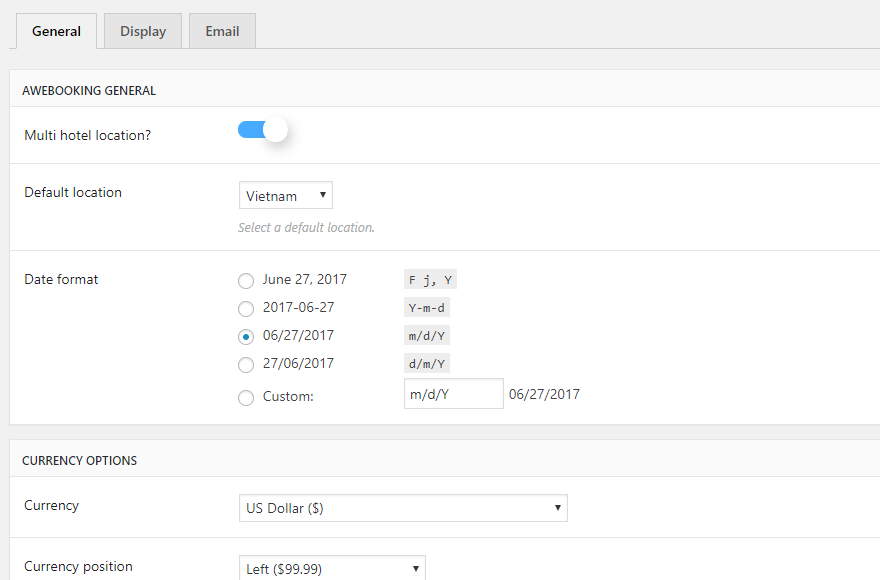 General Display Email
AWEBOOKING GENERAL
Multi hotel location?
Default location Vietnam
Select a default location.
Date format June 27, 2017 F j, Y
2017-06-27 Y-m-d
06/27/2017 m/d/Y
27/06/2017 d/m/Y
Custom: m/d/Y 06/27/2017
CURRENCY OPTIONS
Currency US Dollar ($)
Currency position Left ($99.99)